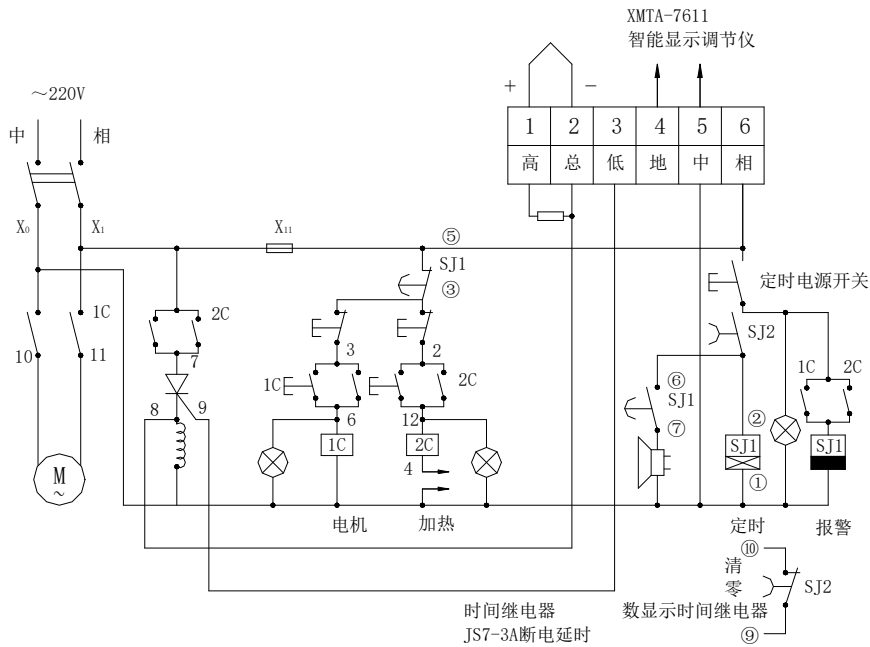 XMTA-7611
智能显示调节仪
～220V
中 相
+ −
1 2 3 4 5 6
高 总 低 地 中 相
X₀ X₁ X₁₁ ⑤
SJ1
③
定时电源开关
1C 2C
SJ2
10 11 7
3 2
1C 2C
1C 2C
⑥
SJ1
8 9
6 12
②
⑦
1C 2C
SJ1 SJ1
4
M
~
①
电机 加热 定时 报警
⑩
清
零
SJ2
时间继电器 数显示时间继电器
JS7-3A断电延时 ⑨